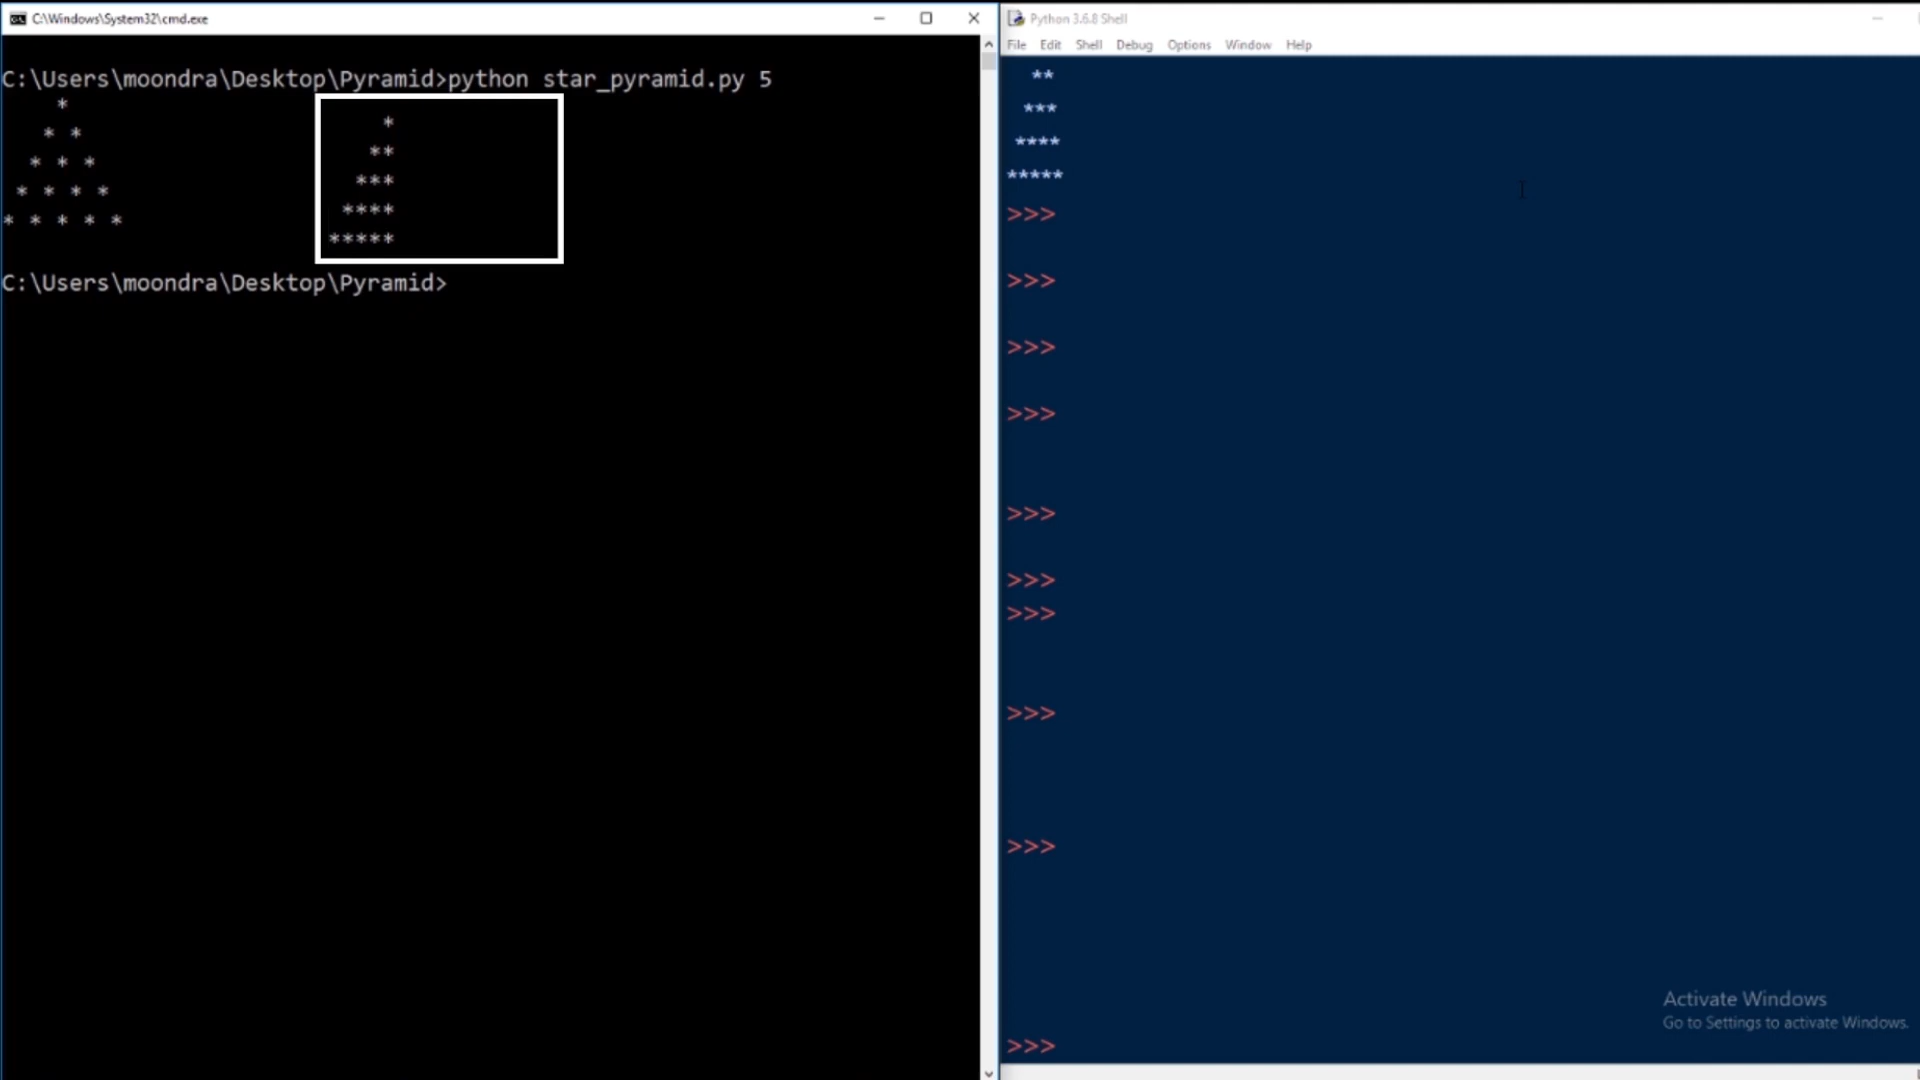 C:\Windows\System32\cmd.exe
C:\Users\moondra\Desktop\Pyramid>python star_pyramid.py 5
*
* *
* * *
* * * *
* * * * *
*
**
***
****
*****
C:\Users\moondra\Desktop\Pyramid>
Python 3.6.8 Shell
File Edit Shell Debug Options Window Help
**
***
****
*****
>>>
>>>
>>>
>>>
>>>
>>>
>>>
>>>
>>>
>>>
Activate Windows
Go to Settings to activate Windows.